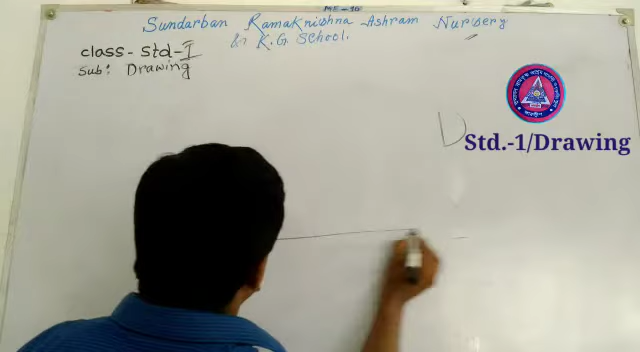 ME-10
Sundarban Ramakrishna Ashram Nursery
& K.G School.
class - Std - I
Sub: Drawing
D
Std.-1/Drawing